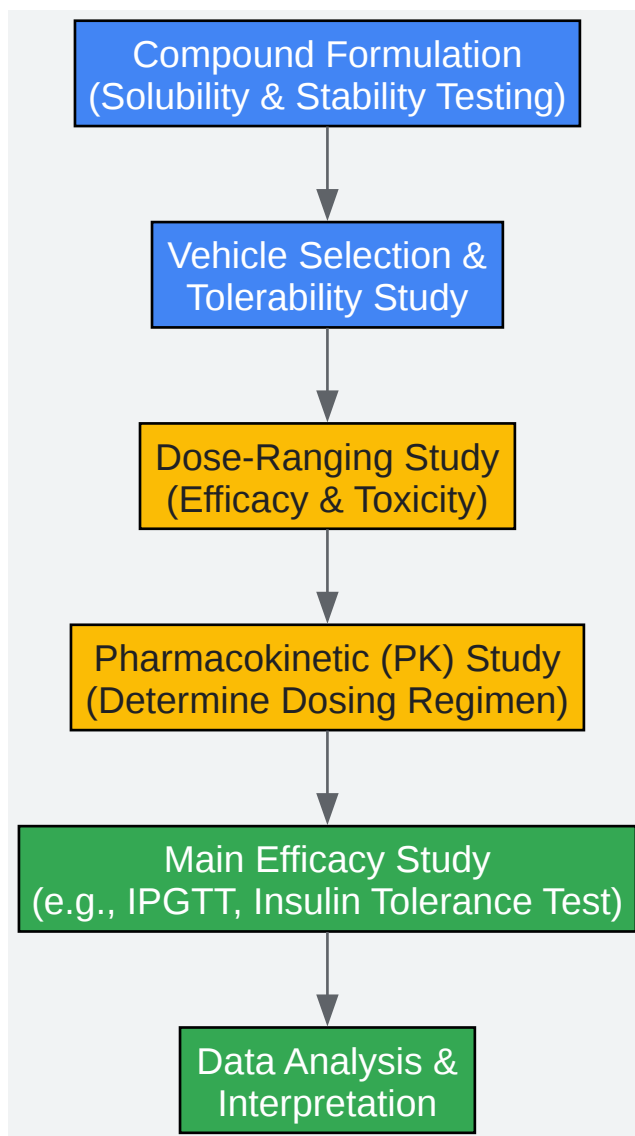 Compound Formulation
(Solubility & Stability Testing)
Vehicle Selection &
Tolerability Study
Dose-Ranging Study
(Efficacy & Toxicity)
Pharmacokinetic (PK) Study
(Determine Dosing Regimen)
Main Efficacy Study
(e.g., IPGTT, Insulin Tolerance Test)
Data Analysis &
Interpretation